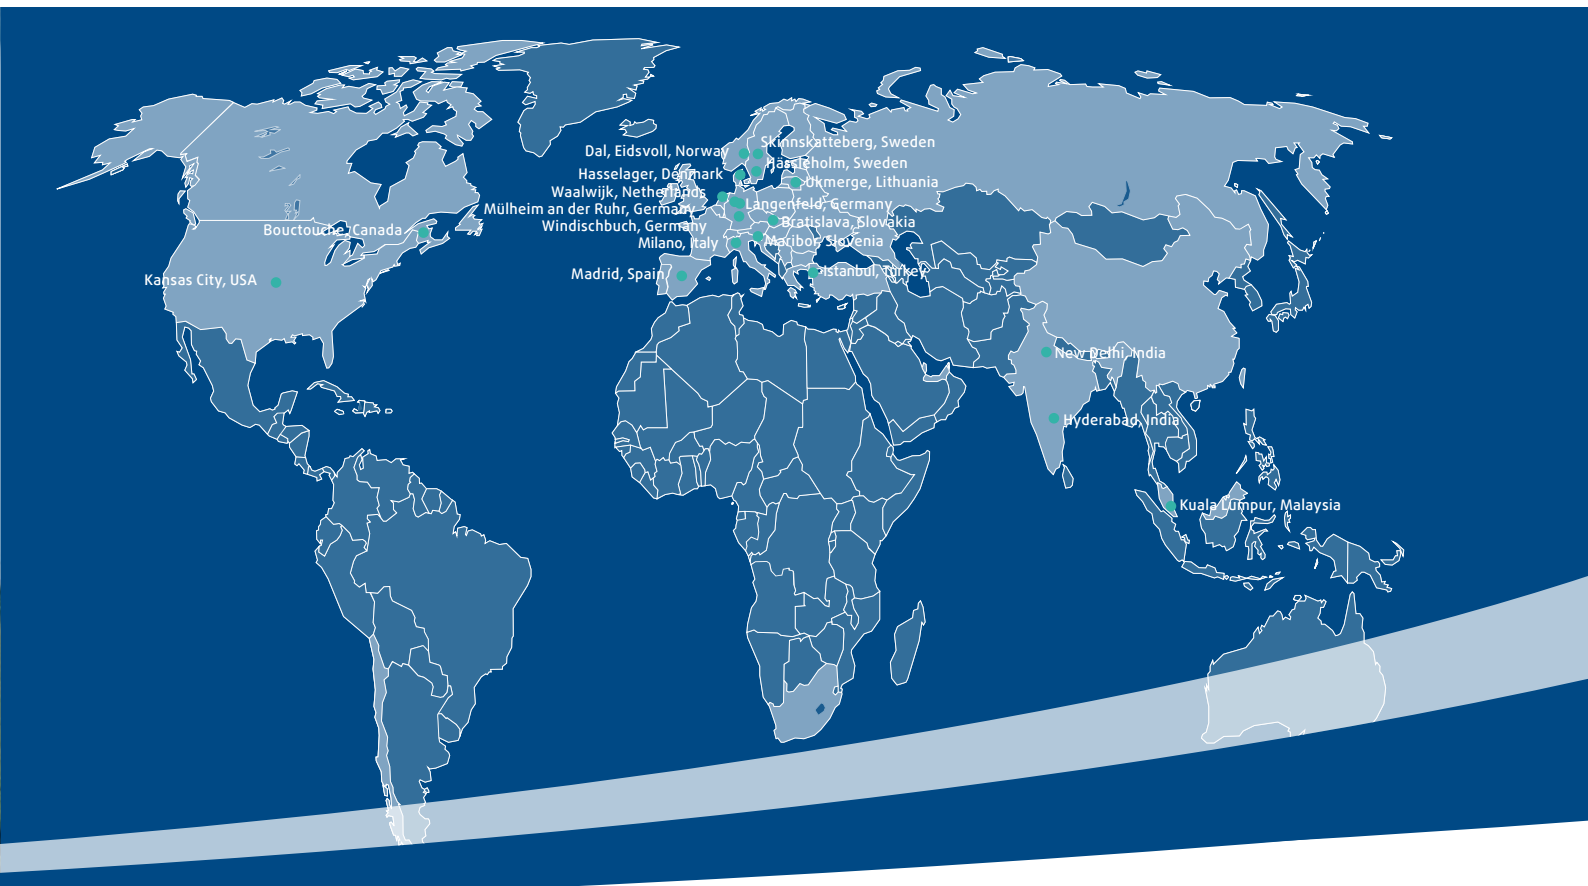 Skinnskatteberg, Sweden
Dal, Eidsvoll, Norway
Hässleholm, Sweden
Hasselager, Denmark
Ukmerge, Lithuania
Waalwijk, Netherlands
Langenfeld, Germany
Mülheim an der Ruhr, Germany
Bratislava, Slovakia
Windischbuch, Germany
Bouctouche, Canada
Maribor, Slovenia
Milano, Italy
Istanbul, Turkey
Madrid, Spain
Kansas City, USA
New Delhi, India
Hyderabad, India
Kuala Lumpur, Malaysia